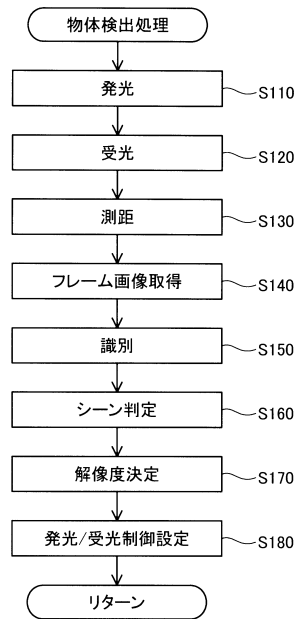 物体検出処理
発光 S110
受光 S120
測距 S130
フレーム画像取得 S140
識別 S150
シーン判定 S160
解像度決定 S170
発光/受光制御設定 S180
リターン